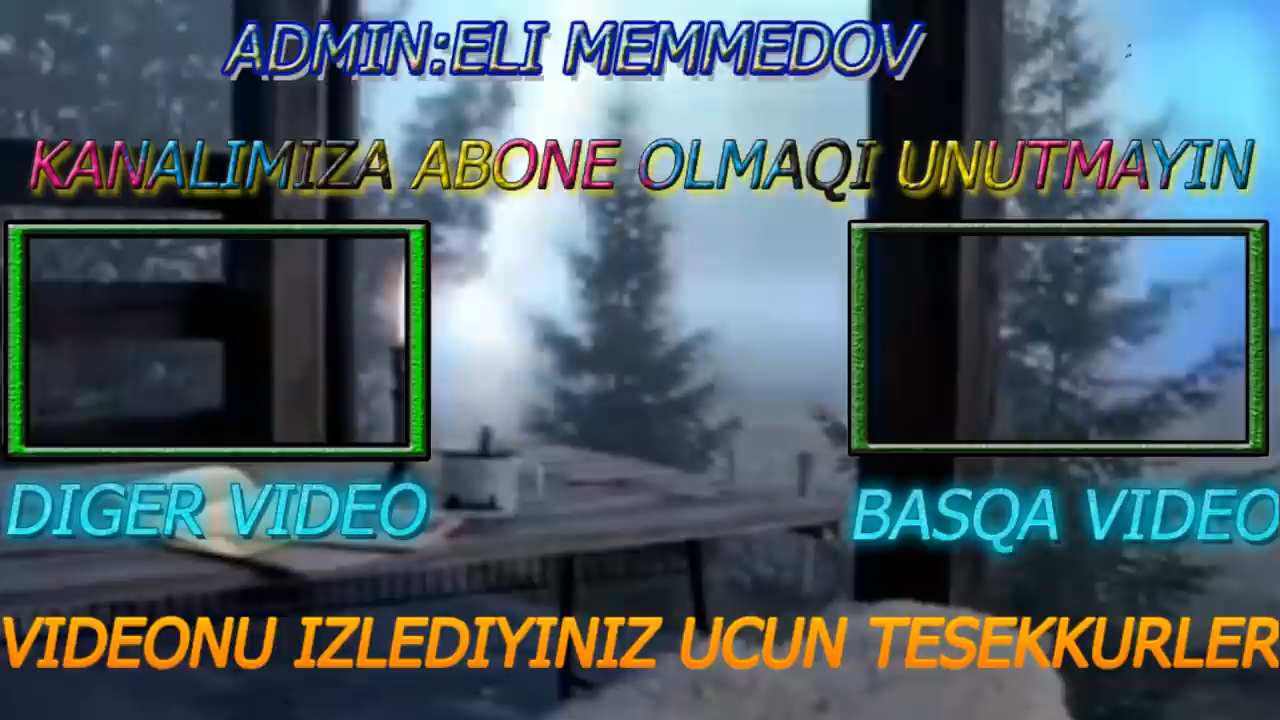 ADMIN:ELI MEMMEDOV
KANALIMIZA ABONE OLMAQI UNUTMAYIN
DIGER VIDEO
BASQA VIDEO
VIDEONU IZLEDIYINIZ UCUN TESEKKURLER